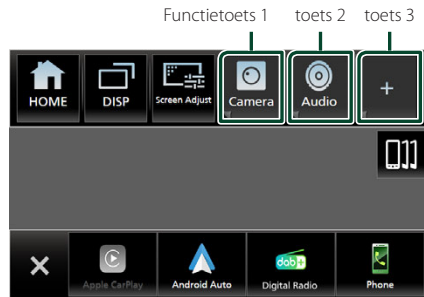 Functietoets 1 toets 2 toets 3
HOME DISP Screen Adjust Camera Audio +
Apple CarPlay Android Auto dab+ Digital Radio Phone